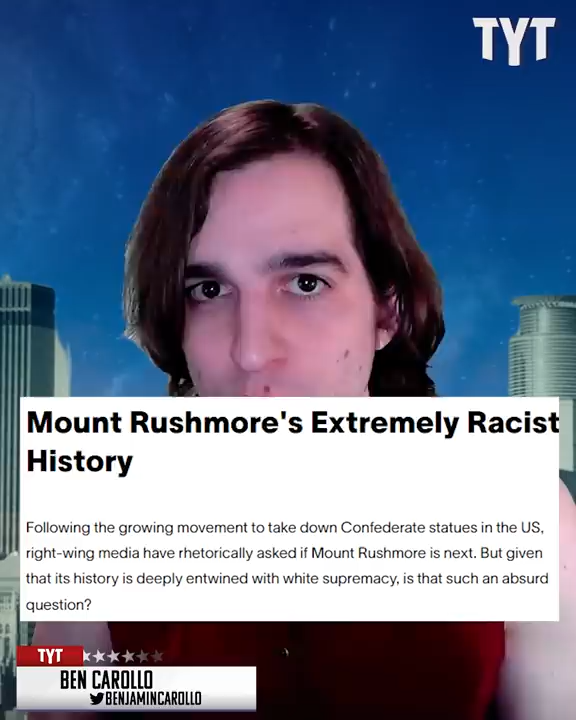 TYT
Mount Rushmore's Extremely Racist
History
Following the growing movement to take down Confederate statues in the US,
right-wing media have rhetorically asked if Mount Rushmore is next. But given
that its history is deeply entwined with white supremacy, is that such an absurd
question?
TYT
BEN CAROLLO
BENJAMINCAROLLO